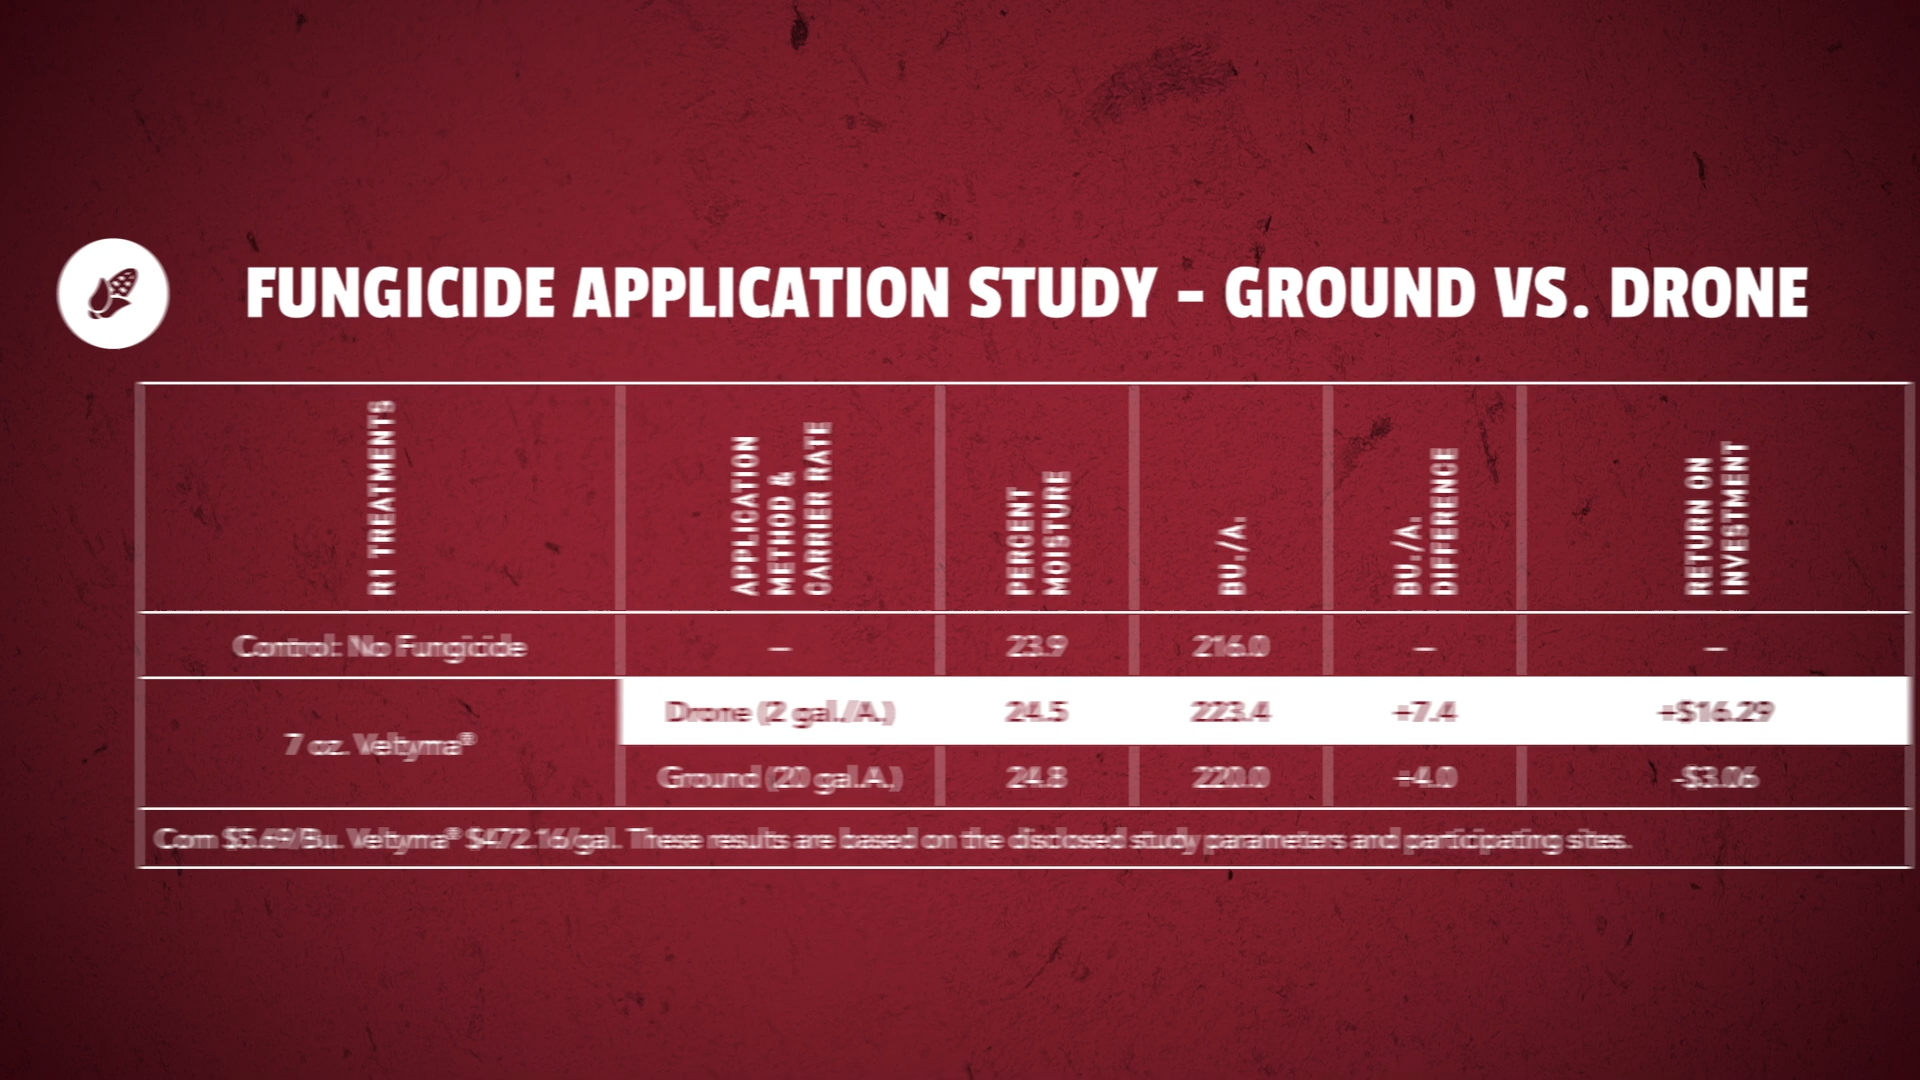 FUNGICIDE APPLICATION STUDY - GROUND VS. DRONE
R1 TREATMENTS
APPLICATION
METHOD &
CARRIER RATE
PERCENT
MOISTURE
BU./A.
BU./A.
DIFFERENCE
RETURN ON
INVESTMENT
Control: No Fungicide — 23.9 216.0 — —
7 oz. Veltyma®
Drone (2 gal./A.) 24.5 223.4 +7.4 +$16.29
Ground (20 gal.A.) 24.8 220.0 +4.0 -$3.06
Corn $5.69/Bu. Veltyma® $472.16/gal. These results are based on the disclosed study parameters and participating sites.